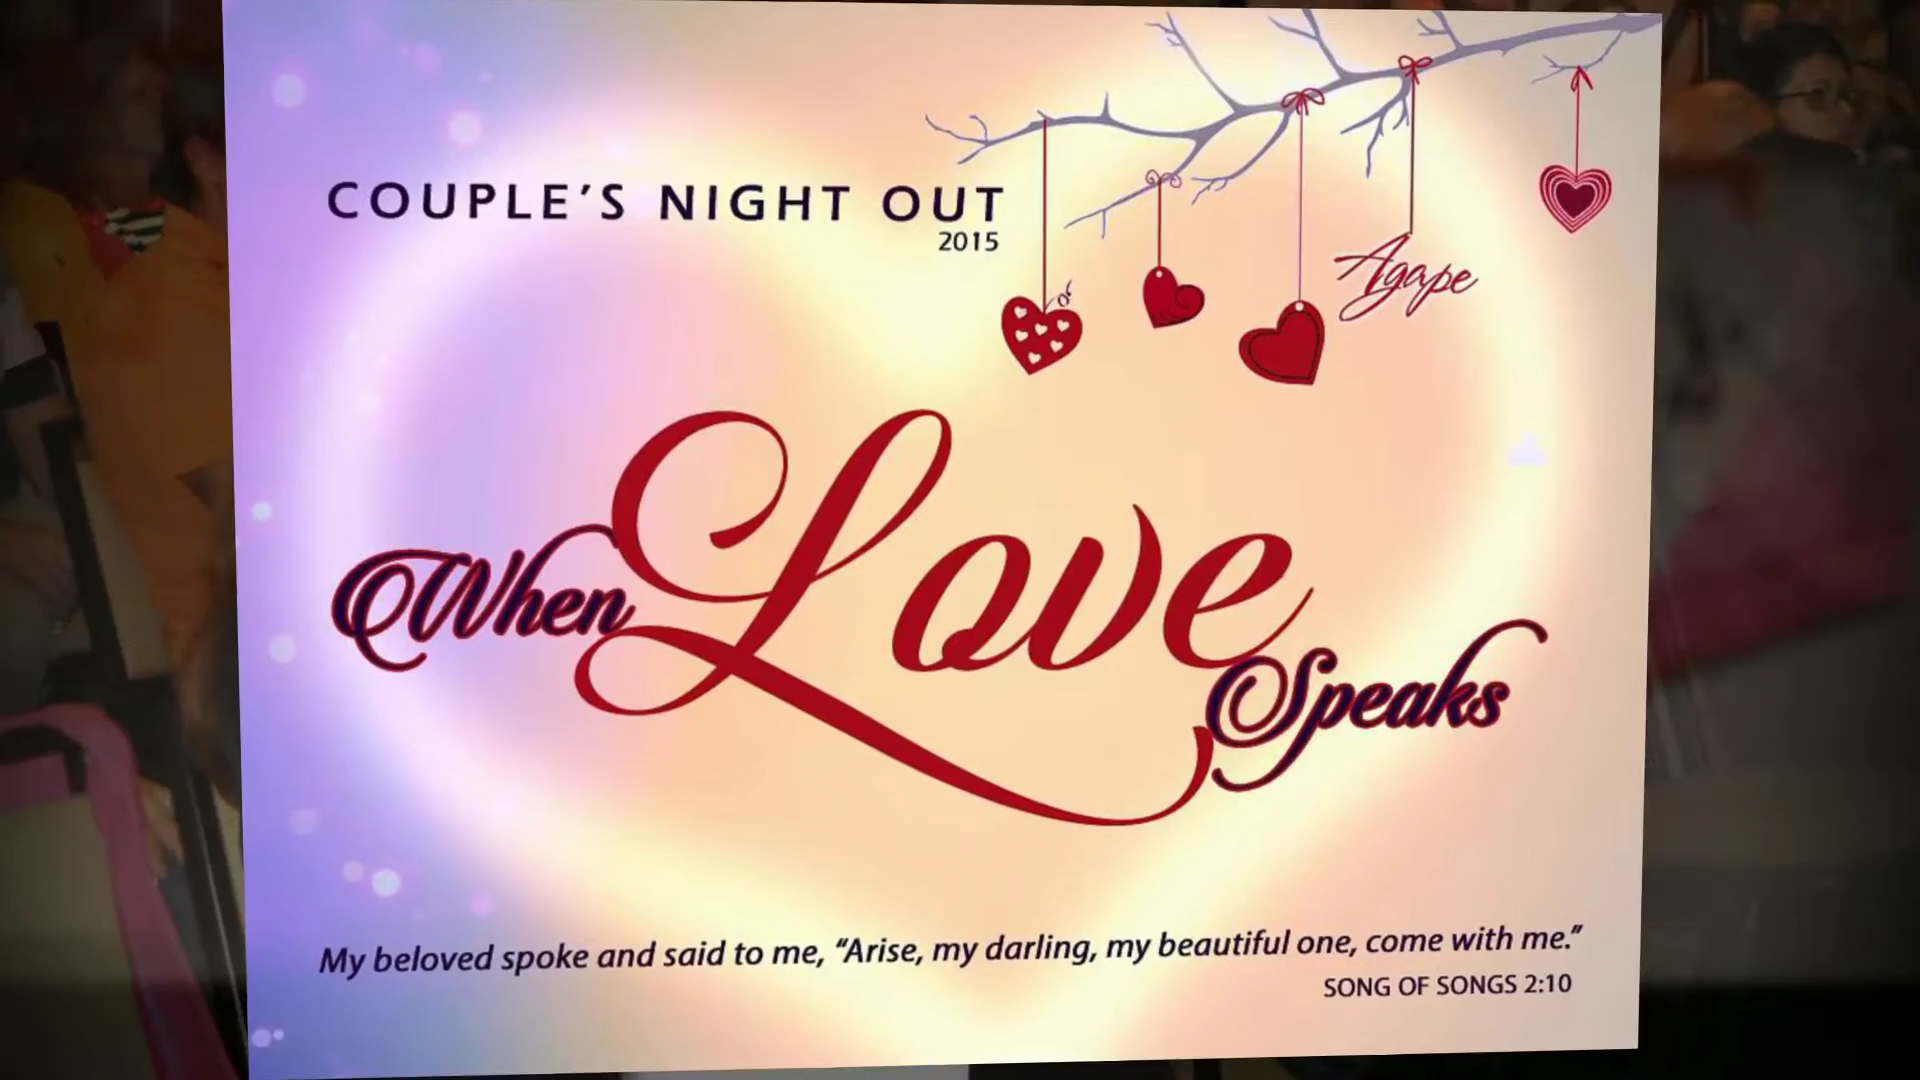 COUPLE'S NIGHT OUT
2015
Agape
When Love Speaks
My beloved spoke and said to me, “Arise, my darling, my beautiful one, come with me.”
SONG OF SONGS 2:10